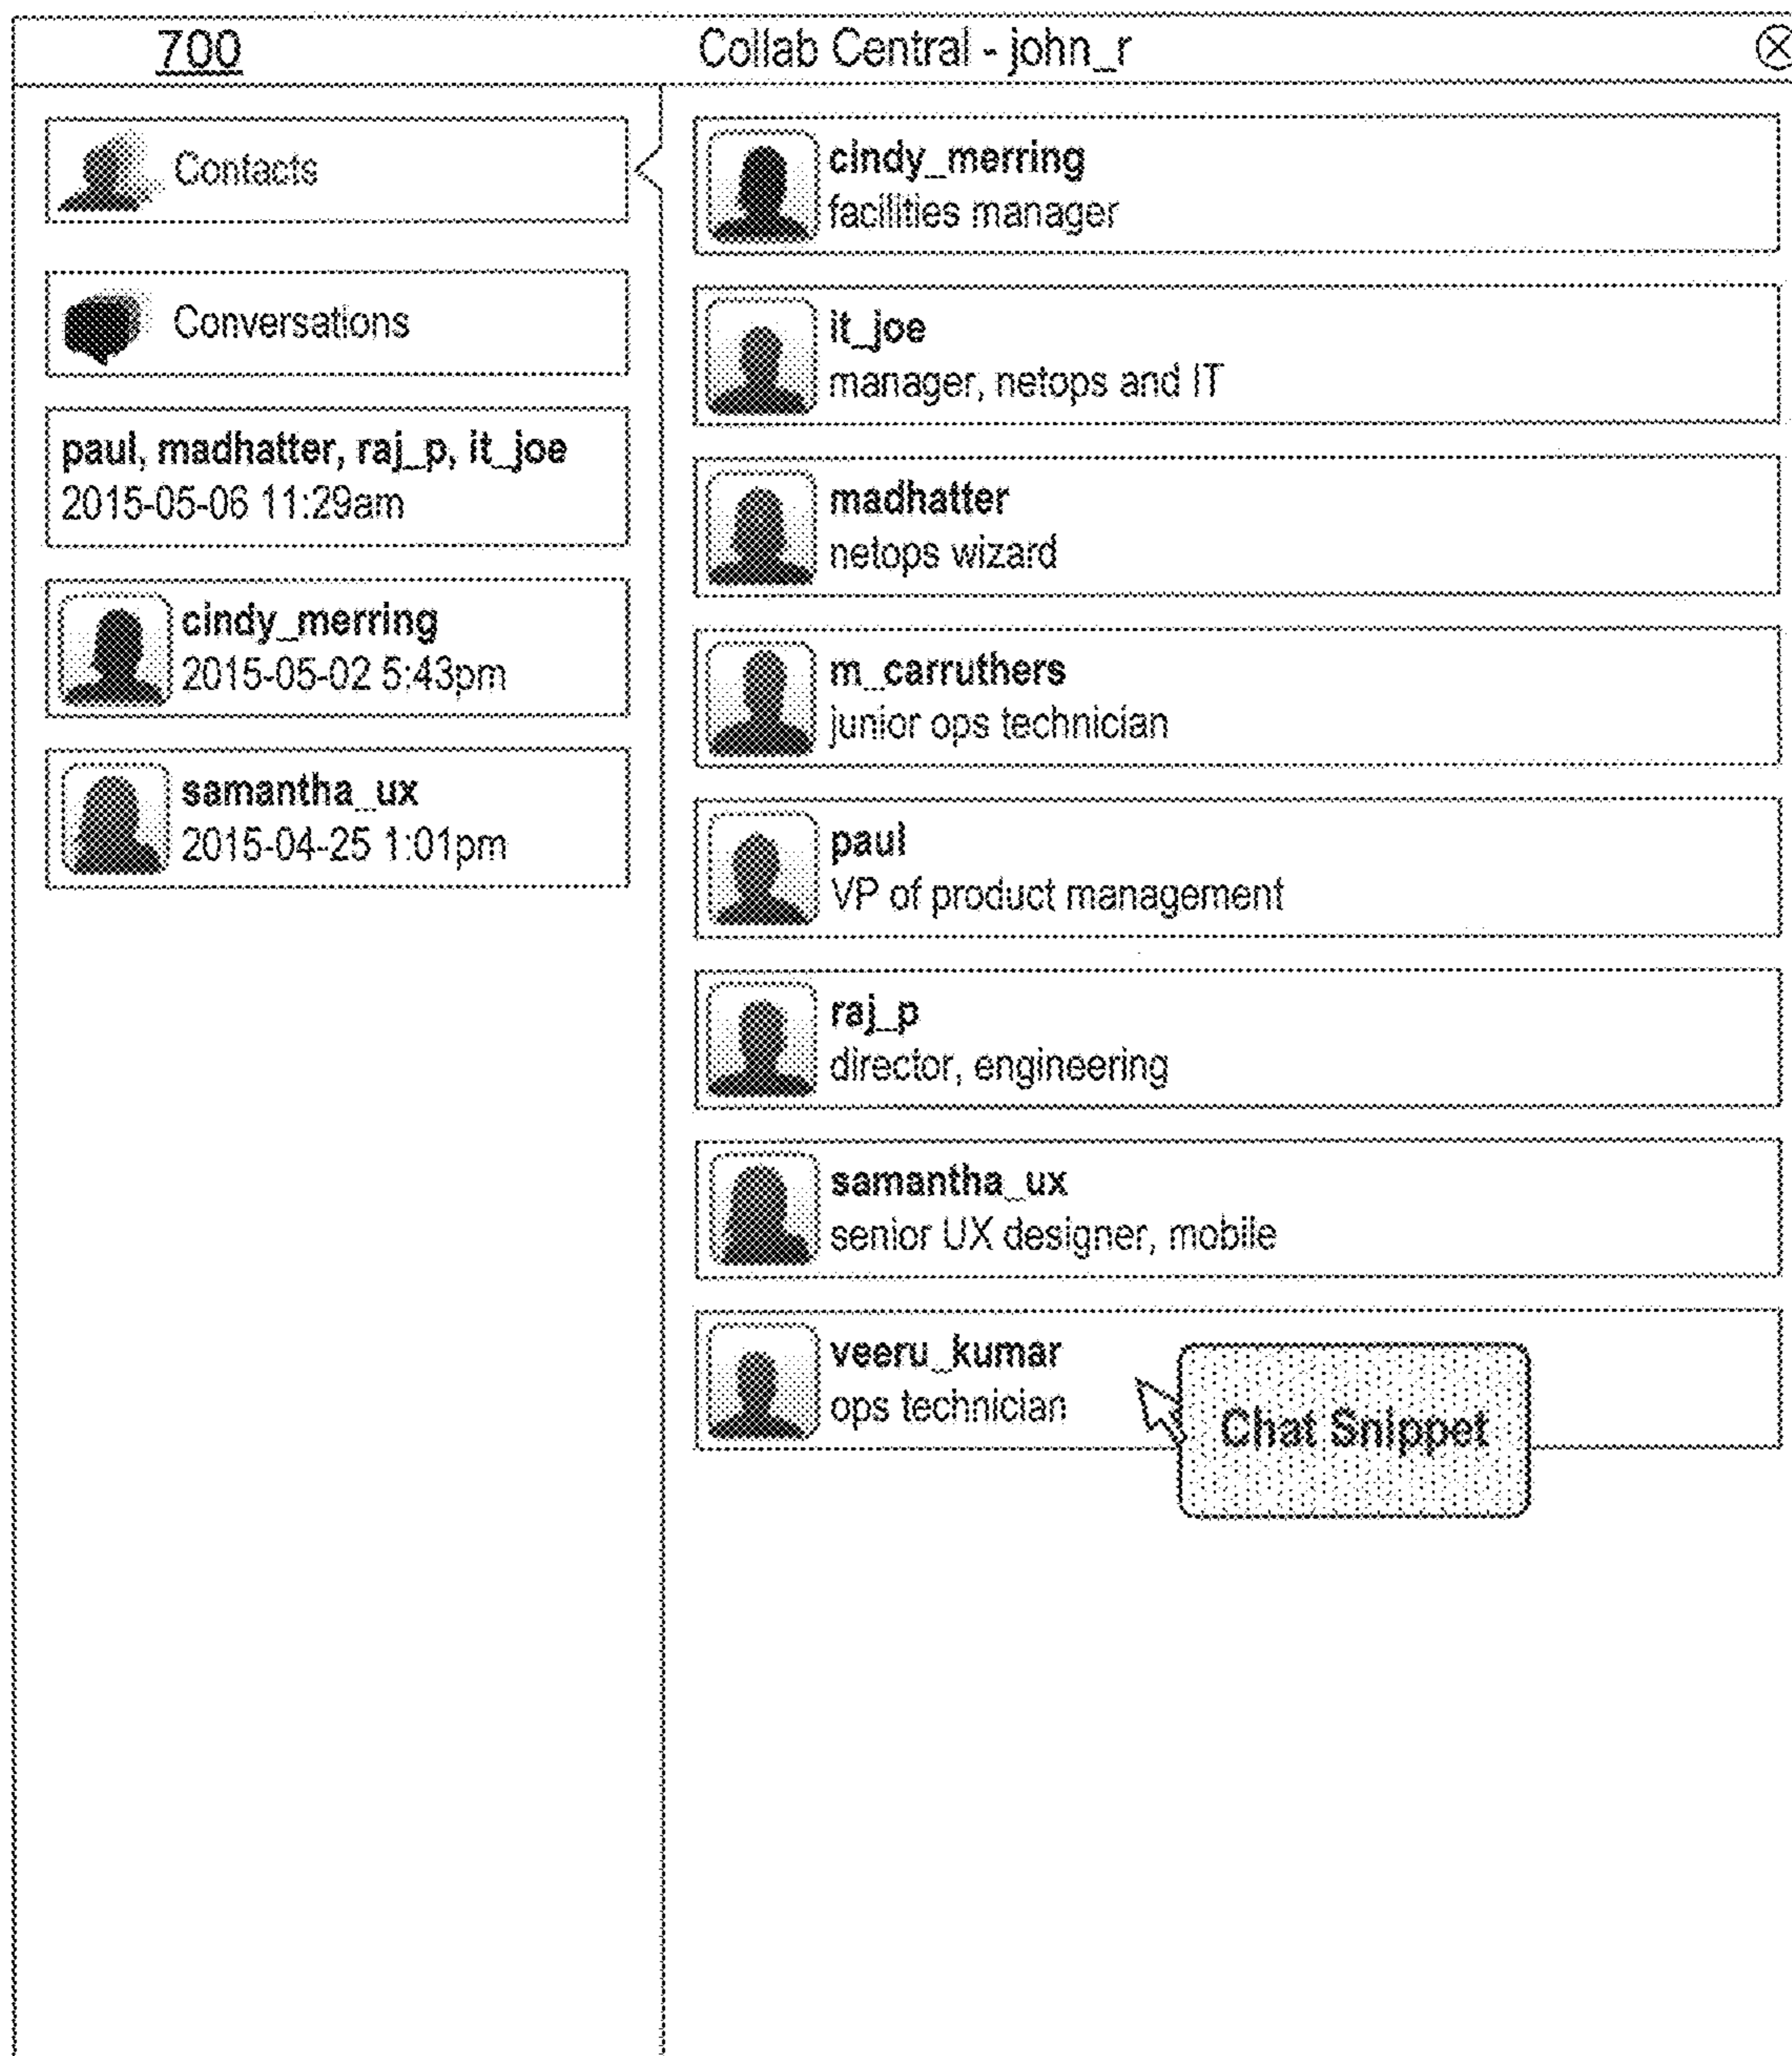 700
Collab Central - john_r
Contacts
Conversations
paul, madhatter, raj_p, it_joe
2015-05-06 11:29am
cindy_merring
2015-05-02 5:43pm
samantha_ux
2015-04-25 1:01pm
cindy_merring
facilities manager
it_joe
manager, netops and IT
madhatter
netops wizard
m_carruthers
junior ops technician
paul
VP of product management
raj_p
director, engineering
samantha_ux
senior UX designer, mobile
veeru_kumar
ops technician
Chat Snippet